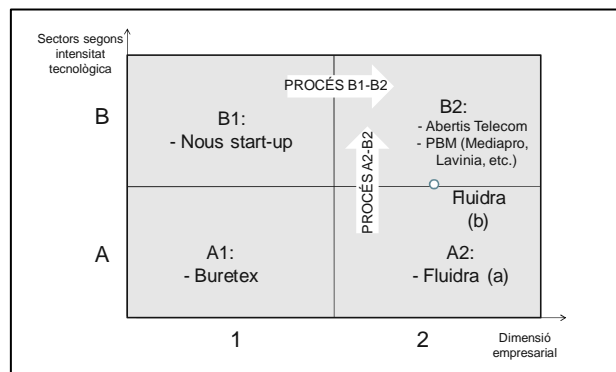 Sectors segons
intensitat
tecnològica
PROCÉS B1-B2
B
B1:
- Nous start-up
B2:
- Abertis Telecom
- PBM (Mediapro,
Lavinia, etc.)
PROCÉS A2-B2
Fluidra
(b)
A
A1:
- Buretex
A2:
- Fluidra (a)
1
2
Dimensió
empresarial